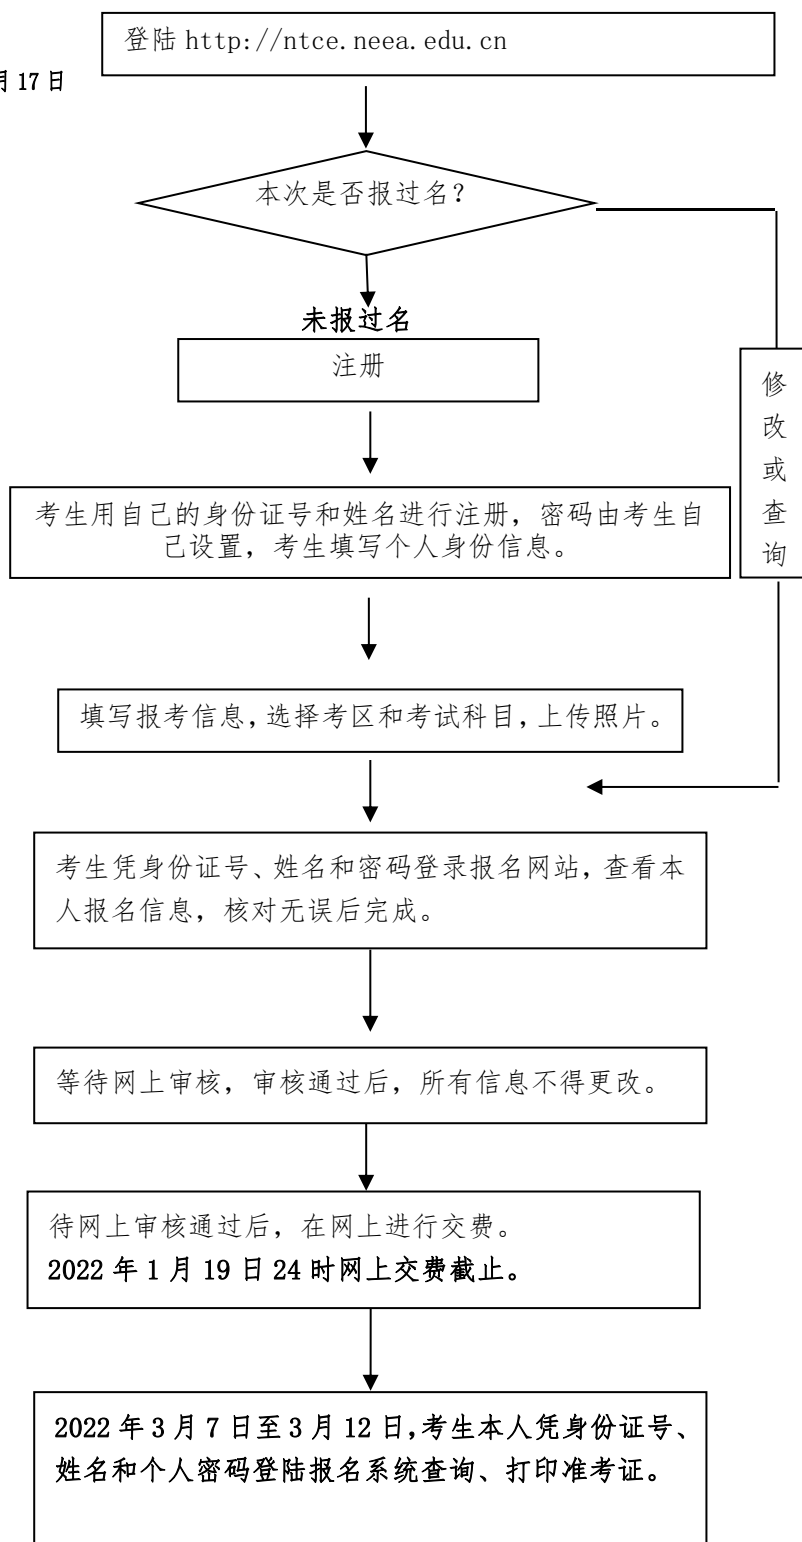 登陆 http://ntce.neea.edu.cn
月 17 日
本次是否报过名？
未报过名
注册
修
改
或
查
询
考生用自己的身份证号和姓名进行注册，密码由考生自
己设置，考生填写个人身份信息。
填写报考信息，选择考区和考试科目，上传照片。
考生凭身份证号、姓名和密码登录报名网站，查看本
人报名信息，核对无误后完成。
等待网上审核，审核通过后，所有信息不得更改。
待网上审核通过后，在网上进行交费。
2022 年 1 月 19 日 24 时网上交费截止。
2022 年 3 月 7 日至 3 月 12 日，考生本人凭身份证号、
姓名和个人密码登陆报名系统查询、打印准考证。